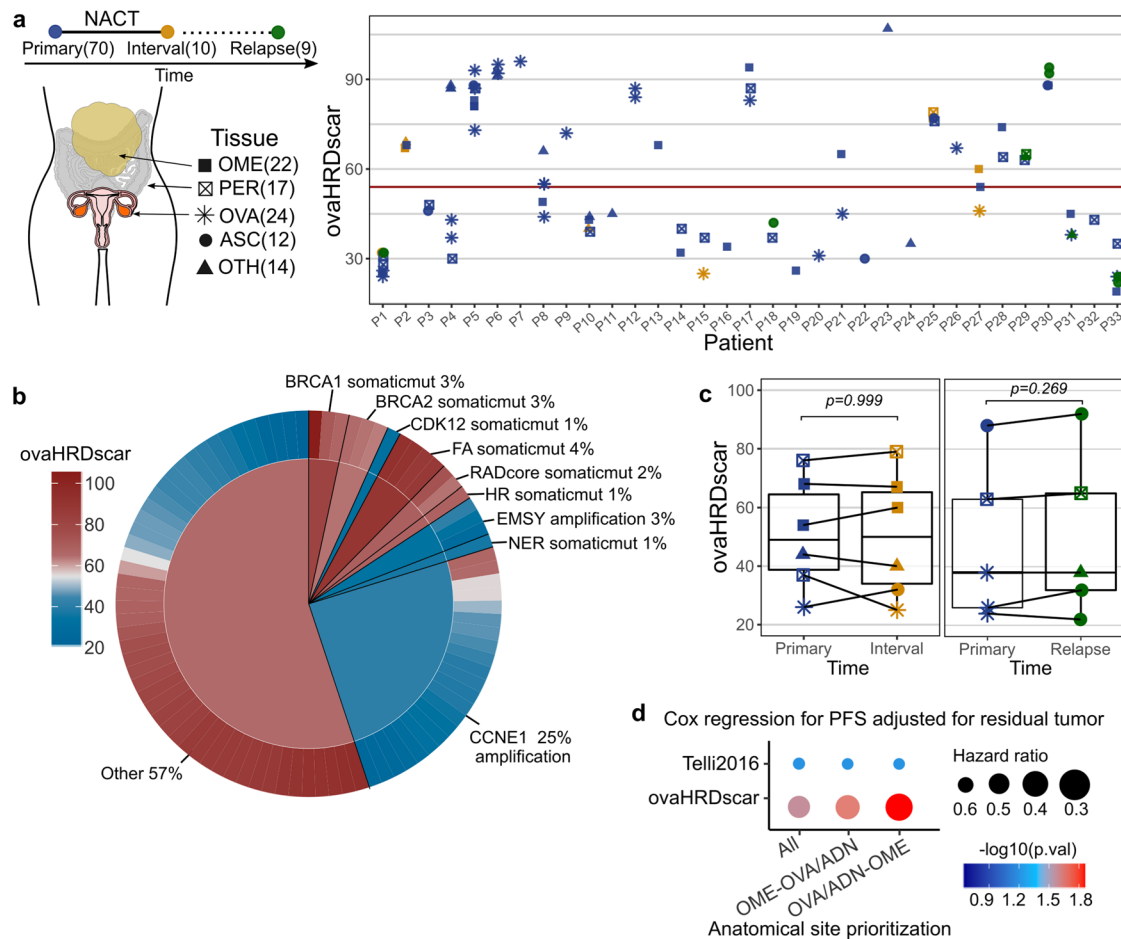 a
NACT
Primary(70) Interval(10) Relapse(9)
Time
Tissue
OME(22)
PER(17)
OVA(24)
ASC(12)
OTH(14)
ovaHRDscar
90
60
30
P1 P2 P3 P4 P5 P6 P7 P8 P9 P10 P11 P12 P13 P14 P15 P16 P17 P18 P19 P20 P21 P22 P23 P24 P25 P26 P27 P28 P29 P30 P31 P32 P33
Patient
b
ovaHRDscar
100
80
60
40
20
BRCA1 somaticmut 3%
BRCA2 somaticmut 3%
CDK12 somaticmut 1%
FA somaticmut 4%
RADcore somaticmut 2%
HR somaticmut 1%
EMSY amplification 3%
NER somaticmut 1%
CCNE1 25%
amplification
Other 57%
c
ovaHRDscar
100
80
60
40
20
p=0.999
p=0.269
Primary Interval
Time
Primary Relapse
Time
d
Cox regression for PFS adjusted for residual tumor
Telli2016
ovaHRDscar
All
OME-OVA/ADN
OVA/ADN-OME
Anatomical site prioritization
Hazard ratio
0.6 0.5 0.4 0.3
-log10(p.val)
0.9 1.2 1.5 1.8